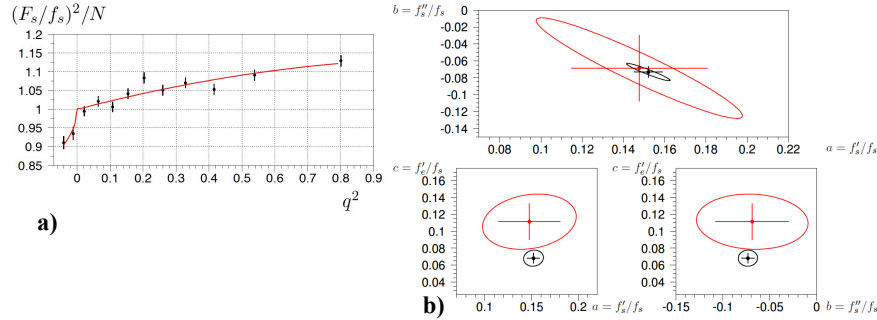 (F_s/f_s)^2/N
1.2
1.15
1.1
1.05
1
0.95
0.9
0.85
0 0.1 0.2 0.3 0.4 0.5 0.6 0.7 0.8 0.9
q^2
a)
b = f''_s/f_s
0
-0.02
-0.04
-0.06
-0.08
-0.1
-0.12
-0.14
0.08 0.1 0.12 0.14 0.16 0.18 0.2 0.22
a = f'_s/f_s
c = f'_e/f_s
0.16
0.14
0.12
0.1
0.08
0.06
0.04
0.1 0.15 0.2
a = f'_s/f_s
c = f'_e/f_s
0.16
0.14
0.12
0.1
0.08
0.06
0.04
0.02
-0.15 -0.1 -0.05 0
b = f''_s/f_s
b)